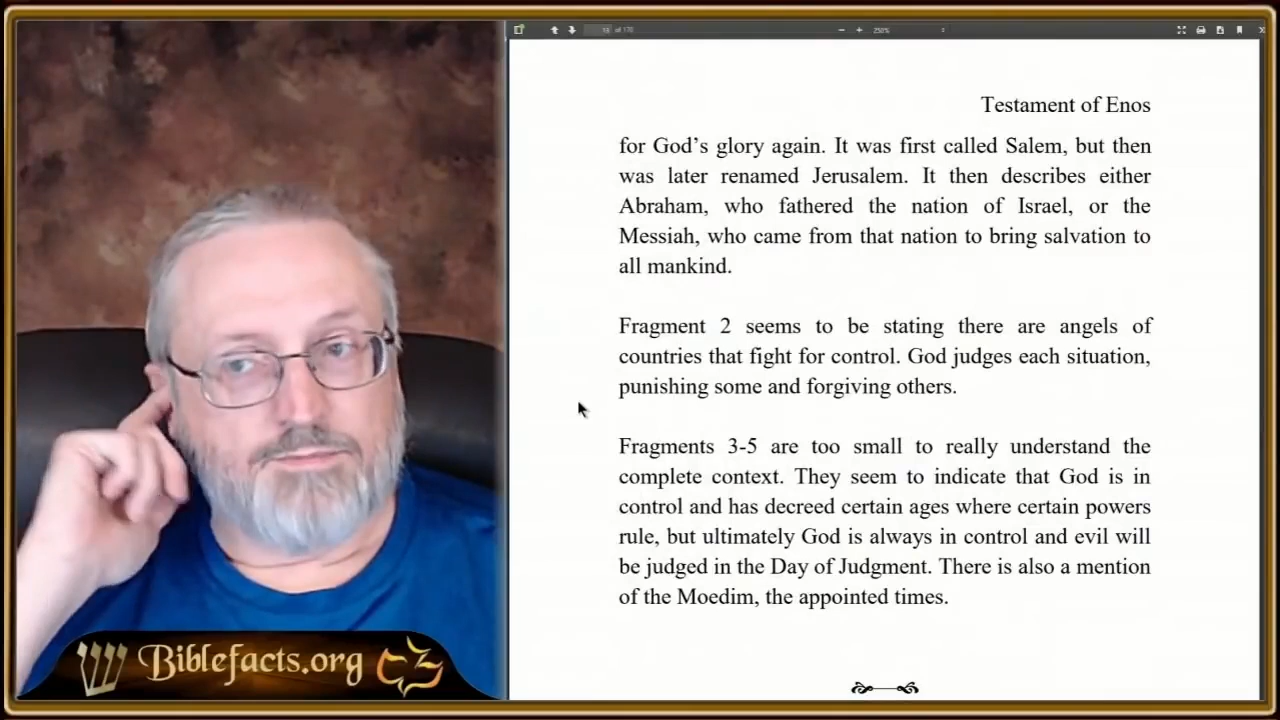 13 of 170
250%
Testament of Enos
for God’s glory again. It was first called Salem, but then
was later renamed Jerusalem. It then describes either
Abraham, who fathered the nation of Israel, or the
Messiah, who came from that nation to bring salvation to
all mankind.
Fragment 2 seems to be stating there are angels of
countries that fight for control. God judges each situation,
punishing some and forgiving others.
Fragments 3-5 are too small to really understand the
complete context. They seem to indicate that God is in
control and has decreed certain ages where certain powers
rule, but ultimately God is always in control and evil will
be judged in the Day of Judgment. There is also a mention
of the Moedim, the appointed times.
Biblefacts.org